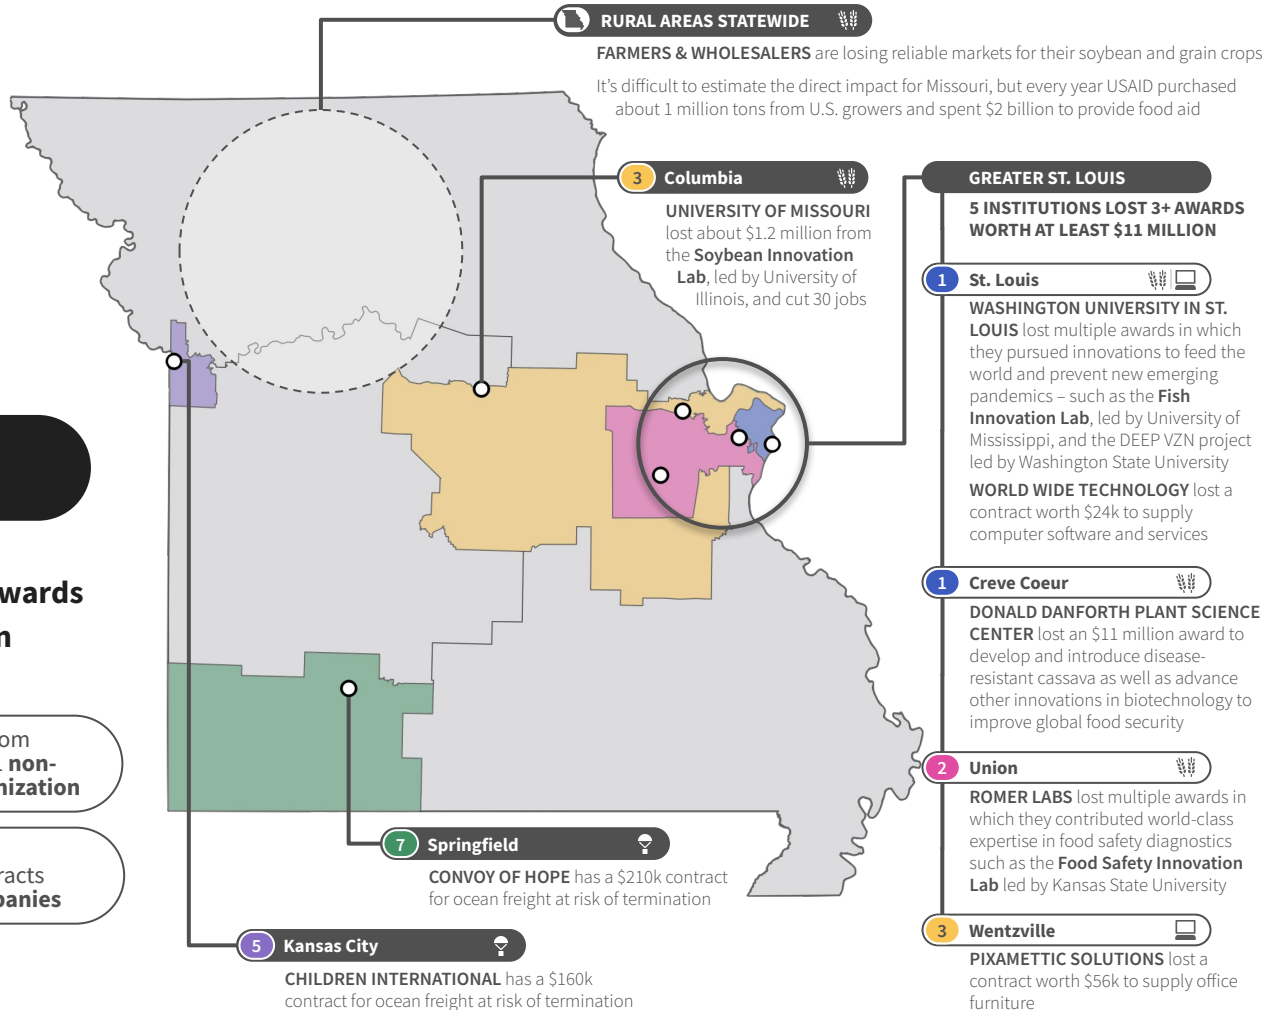 RURAL AREAS STATEWIDE
FARMERS & WHOLESALERS are losing reliable markets for their soybean and grain crops
It's difficult to estimate the direct impact for Missouri, but every year USAID purchased
about 1 million tons from U.S. growers and spent $2 billion to provide food aid
3 Columbia
UNIVERSITY OF MISSOURI
lost about $1.2 million from
the Soybean Innovation
Lab, led by University of
Illinois, and cut 30 jobs
GREATER ST. LOUIS
5 INSTITUTIONS LOST 3+ AWARDS
WORTH AT LEAST $11 MILLION
1 St. Louis
WASHINGTON UNIVERSITY IN ST.
LOUIS lost multiple awards in which
they pursued innovations to feed the
world and prevent new emerging
pandemics – such as the Fish
Innovation Lab, led by University of
Mississippi, and the DEEP VZN project
led by Washington State University
WORLD WIDE TECHNOLOGY lost a
contract worth $24k to supply
computer software and services
1 Creve Coeur
DONALD DANFORTH PLANT SCIENCE
CENTER lost an $11 million award to
develop and introduce disease-
resistant cassava as well as advance
other innovations in biotechnology to
improve global food security
2 Union
ROMER LABS lost multiple awards in
which they contributed world-class
expertise in food safety diagnostics
such as the Food Safety Innovation
Lab led by Kansas State University
3 Wentzville
PIXAMETTIC SOLUTIONS lost a
contract worth $56k to supply office
furniture
wards
n
om
non-
nization
racts
panies
7 Springfield
CONVOY OF HOPE has a $210k contract
for ocean freight at risk of termination
5 Kansas City
CHILDREN INTERNATIONAL has a $160k
contract for ocean freight at risk of termination